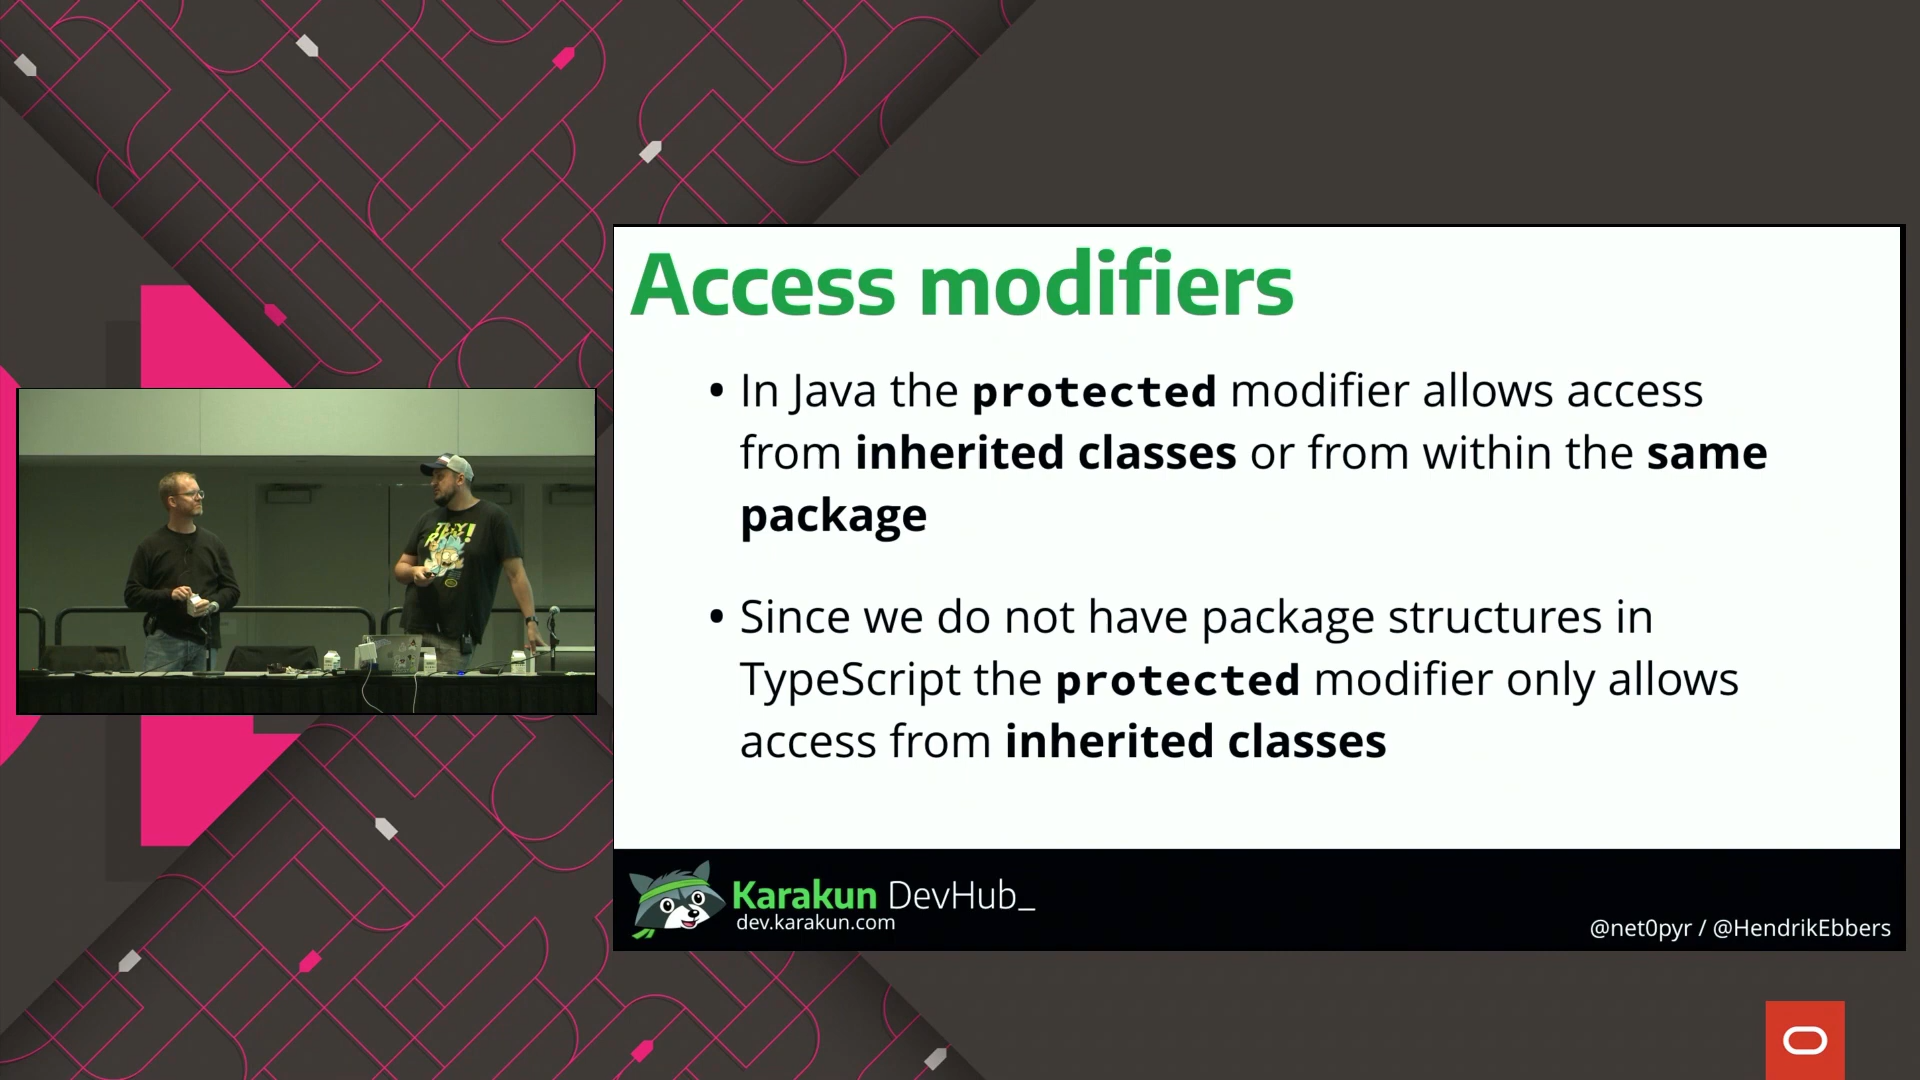 Access modifiers
• In Java the protected modifier allows access
from inherited classes or from within the same
package
• Since we do not have package structures in
TypeScript the protected modifier only allows
access from inherited classes
Karakun DevHub_
dev.karakun.com
@net0pyr / @HendrikEbbers